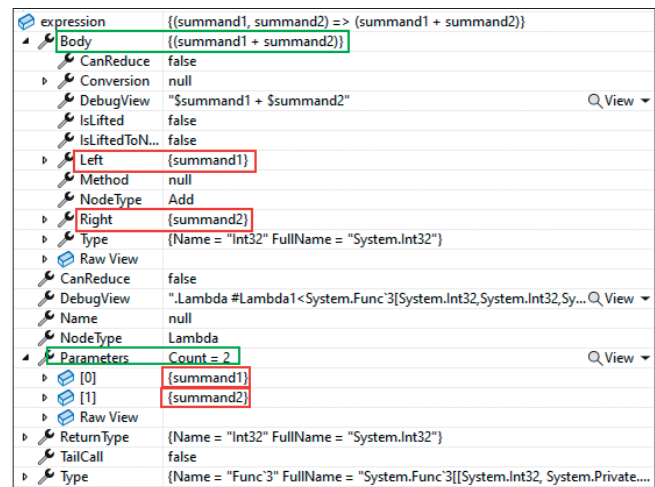 expression {(summand1, summand2) => (summand1 + summand2)}
Body {(summand1 + summand2)}
CanReduce false
Conversion null
DebugView "$summand1 + $summand2" View
IsLifted false
IsLiftedToN... false
Left {summand1}
Method null
NodeType Add
Right {summand2}
Type {Name = "Int32" FullName = "System.Int32"}
Raw View
CanReduce false
DebugView ".Lambda #Lambda1<System.Func`3[System.Int32,System.Int32,Sy... View
Name null
NodeType Lambda
Parameters Count = 2 View
[0] {summand1}
[1] {summand2}
Raw View
ReturnType {Name = "Int32" FullName = "System.Int32"}
TailCall false
Type {Name = "Func`3" FullName = "System.Func`3[[System.Int32, System.Private....